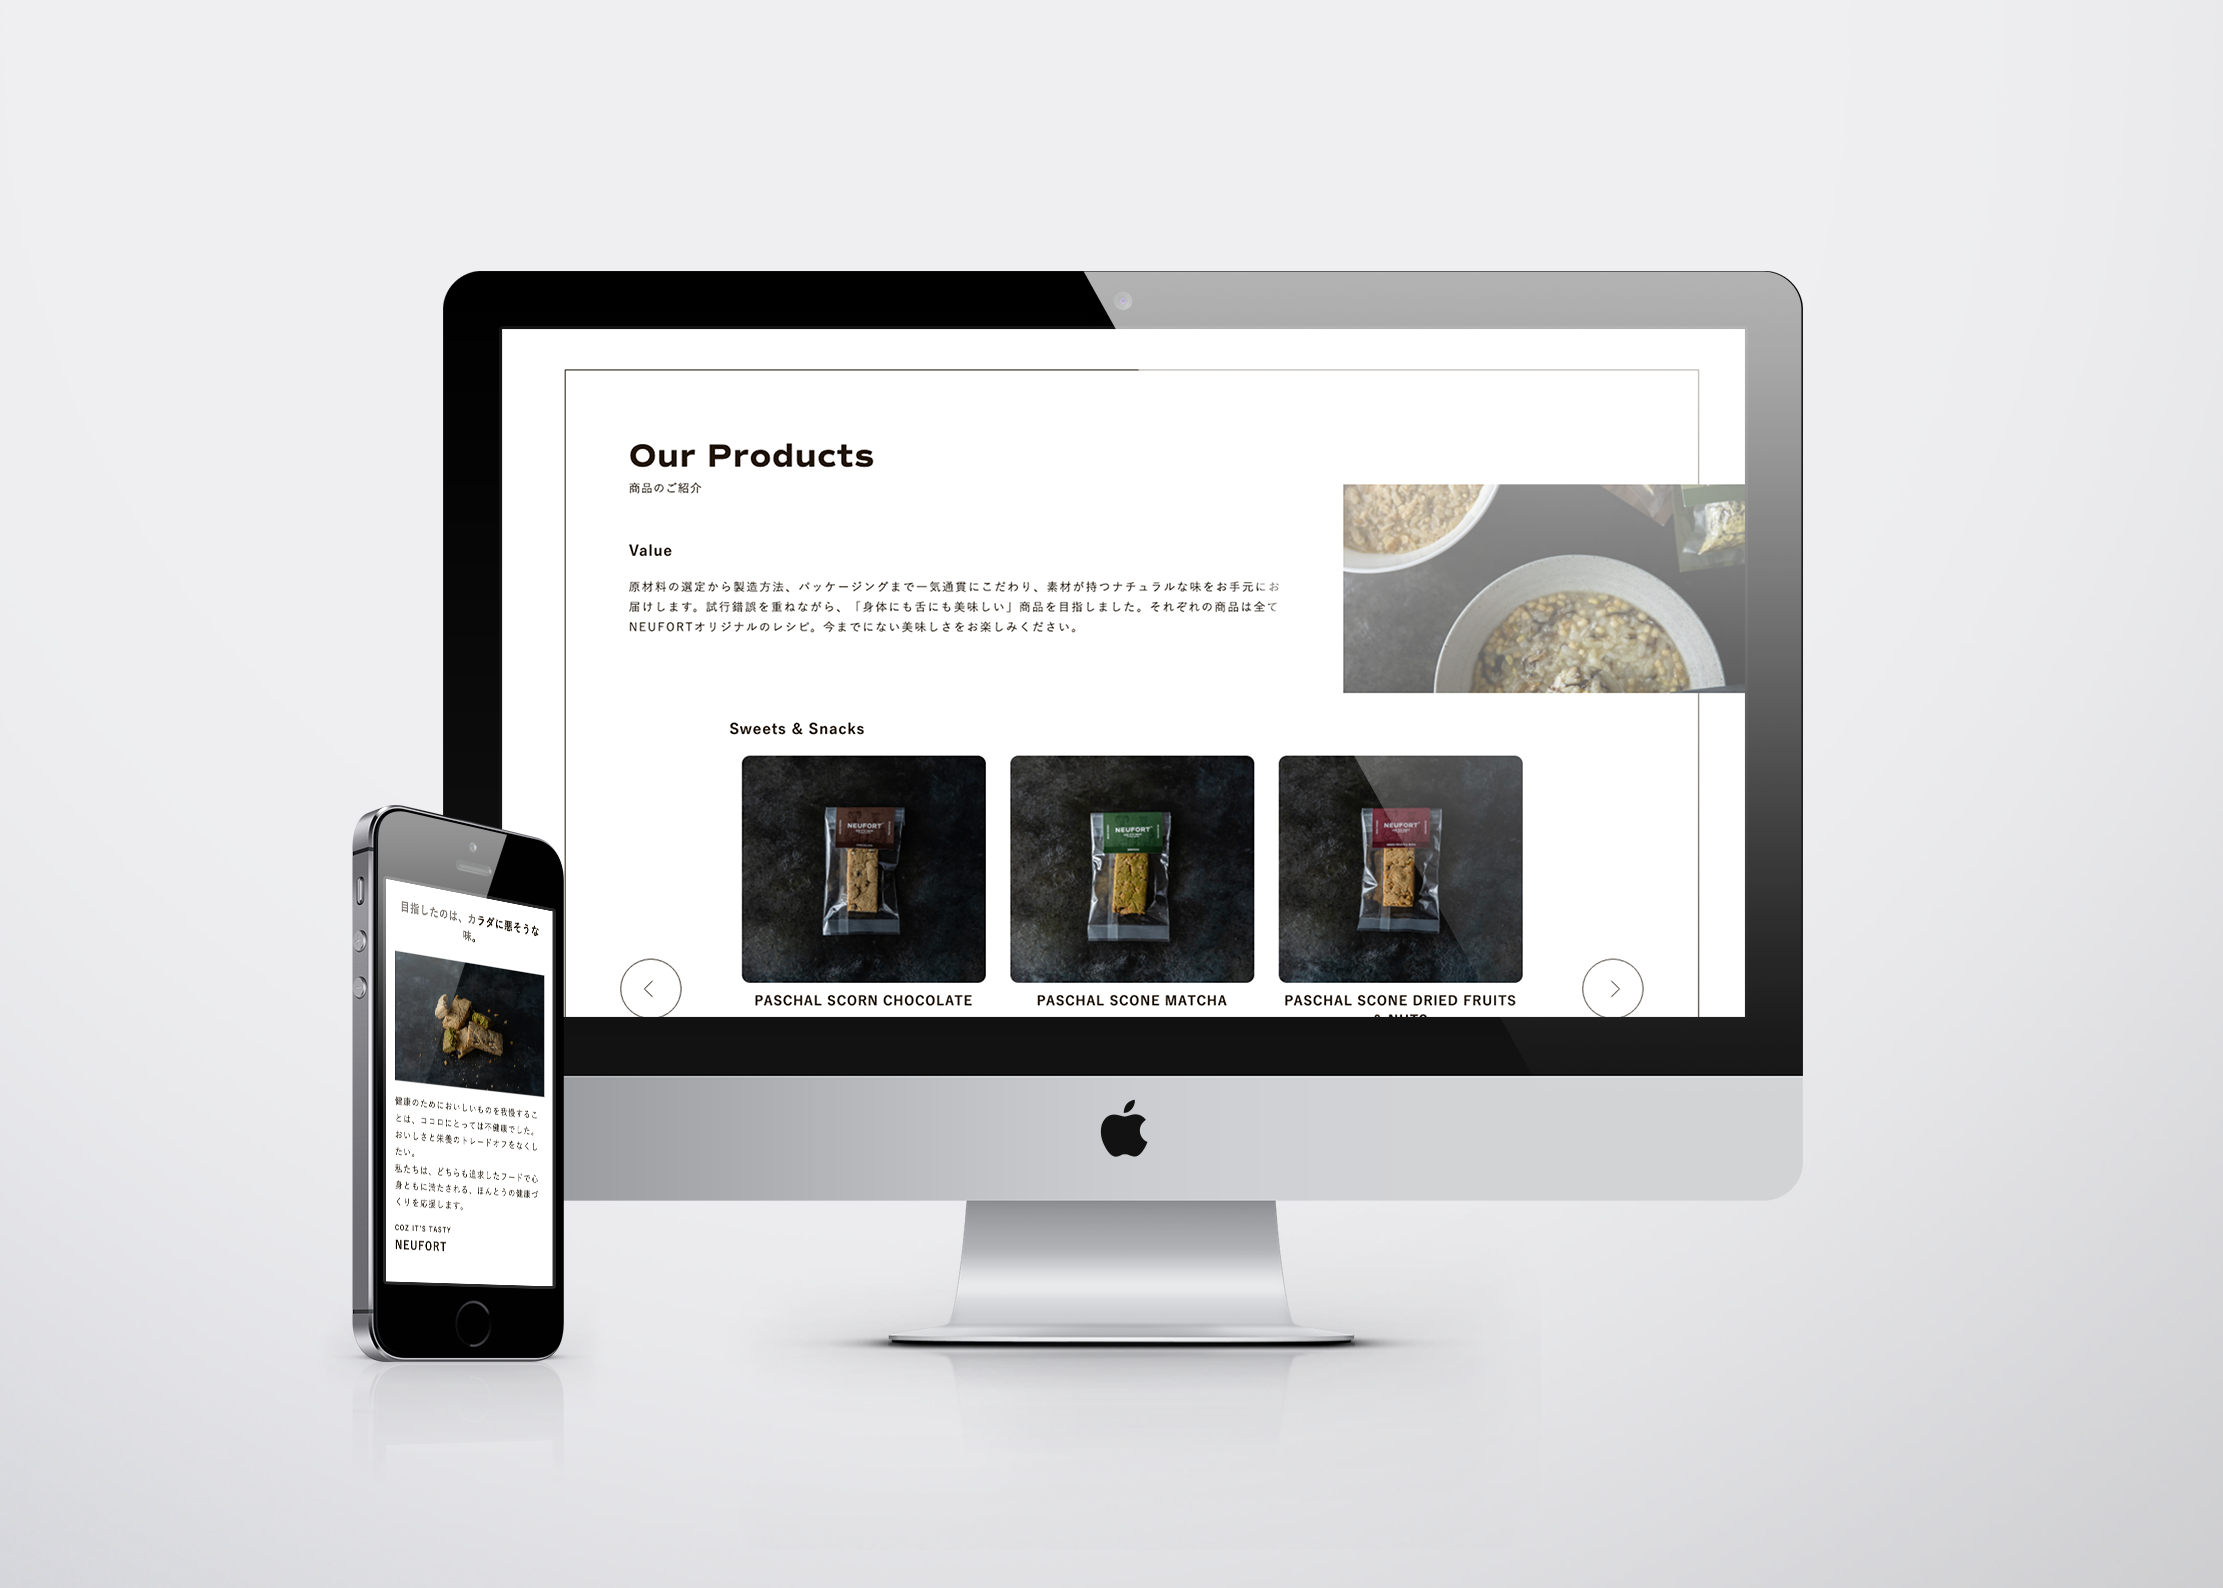 Our Products
商品のご紹介
Value
原材料の選定から製造方法、パッケージングまで一気通貫にこだわり、素材が持つナチュラルな味をお手元にお
届けします。試行錯誤を重ねながら、「身体にも舌にも美味しい」商品を目指しました。それぞれの商品は全て
NEUFORTオリジナルのレシピ。今までにない美味しさをお楽しみください。
Sweets & Snacks
NEUFORT
NEUFORT
NEUFORT
PASCHAL SCORN CHOCOLATE
PASCHAL SCONE MATCHA
PASCHAL SCONE DRIED FRUITS
& NUTS
目指したのは、カラダに悪そうな
味。
健康のためにおいしいものを我慢するこ
とは、ココロにとっては不健康でした。
おいしさと栄養のトレードオフをなくし
たい。
私たちは、どちらも追求したフードで心
身ともに満たされる、ほんとうの健康づ
くりを応援します。
COZ IT'S TASTY
NEUFORT